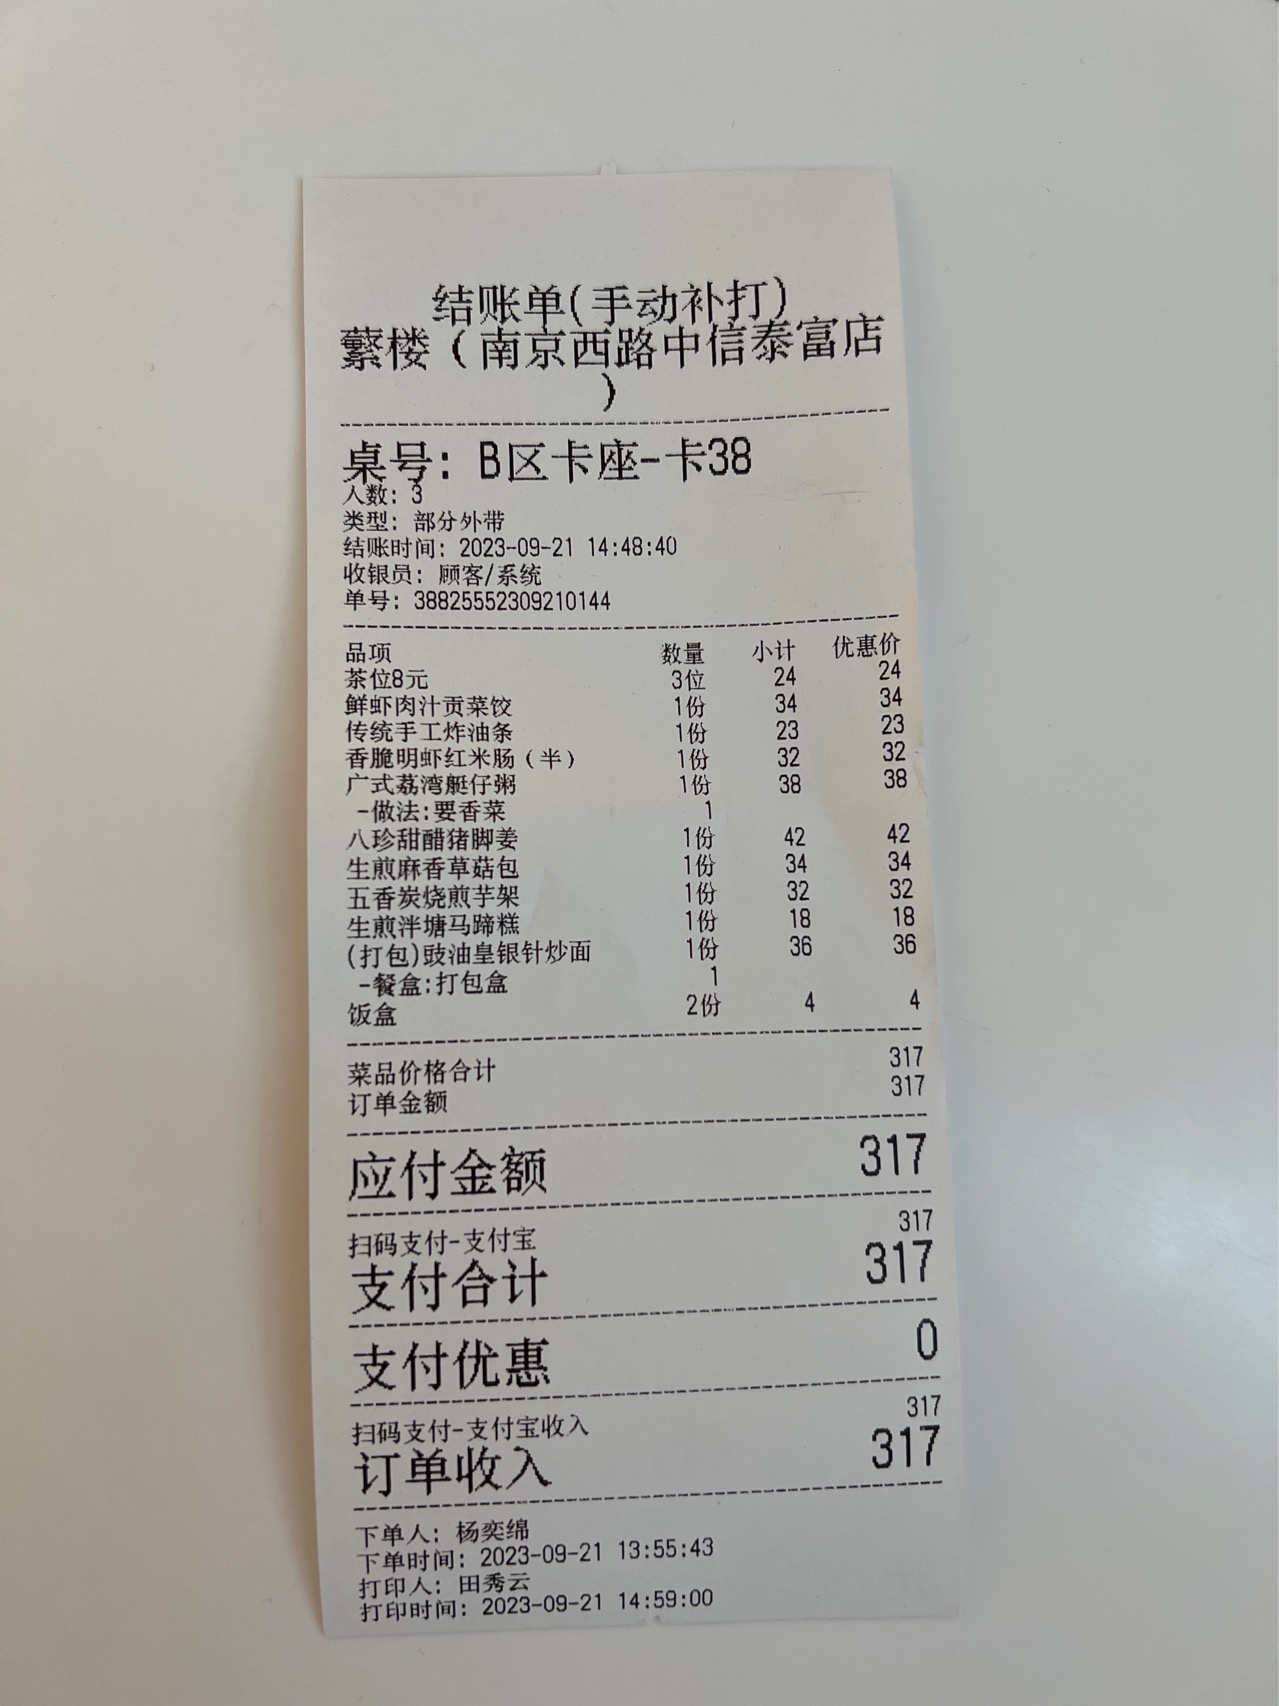 结账单(手动补打)
蘩楼（南京西路中信泰富店
）
桌号: B区卡座-卡38
人数: 3
类型: 部分外带
结账时间: 2023-09-21 14:48:40
收银员: 顾客/系统
单号: 38825552309210144
品项 数量 小计 优惠价
茶位8元 3位 24 24
鲜虾肉汁贡菜饺 1份 34 34
传统手工炸油条 1份 23 23
香脆明虾红米肠（半） 1份 32 32
广式荔湾艇仔粥 1份 38 38
-做法:要香菜 1
八珍甜醋猪脚姜 1份 42 42
生煎麻香草菇包 1份 34 34
五香炭烧煎芋架 1份 32 32
生煎泮塘马蹄糕 1份 18 18
(打包)豉油皇银针炒面 1份 36 36
-餐盒:打包盒 1
饭盒 2份 4 4
菜品价格合计 317
订单金额 317
应付金额 317
扫码支付-支付宝 317
支付合计 317
支付优惠 0
扫码支付-支付宝收入 317
订单收入 317
下单人: 杨奕绵
下单时间: 2023-09-21 13:55:43
打印人: 田秀云
打印时间: 2023-09-21 14:59:00